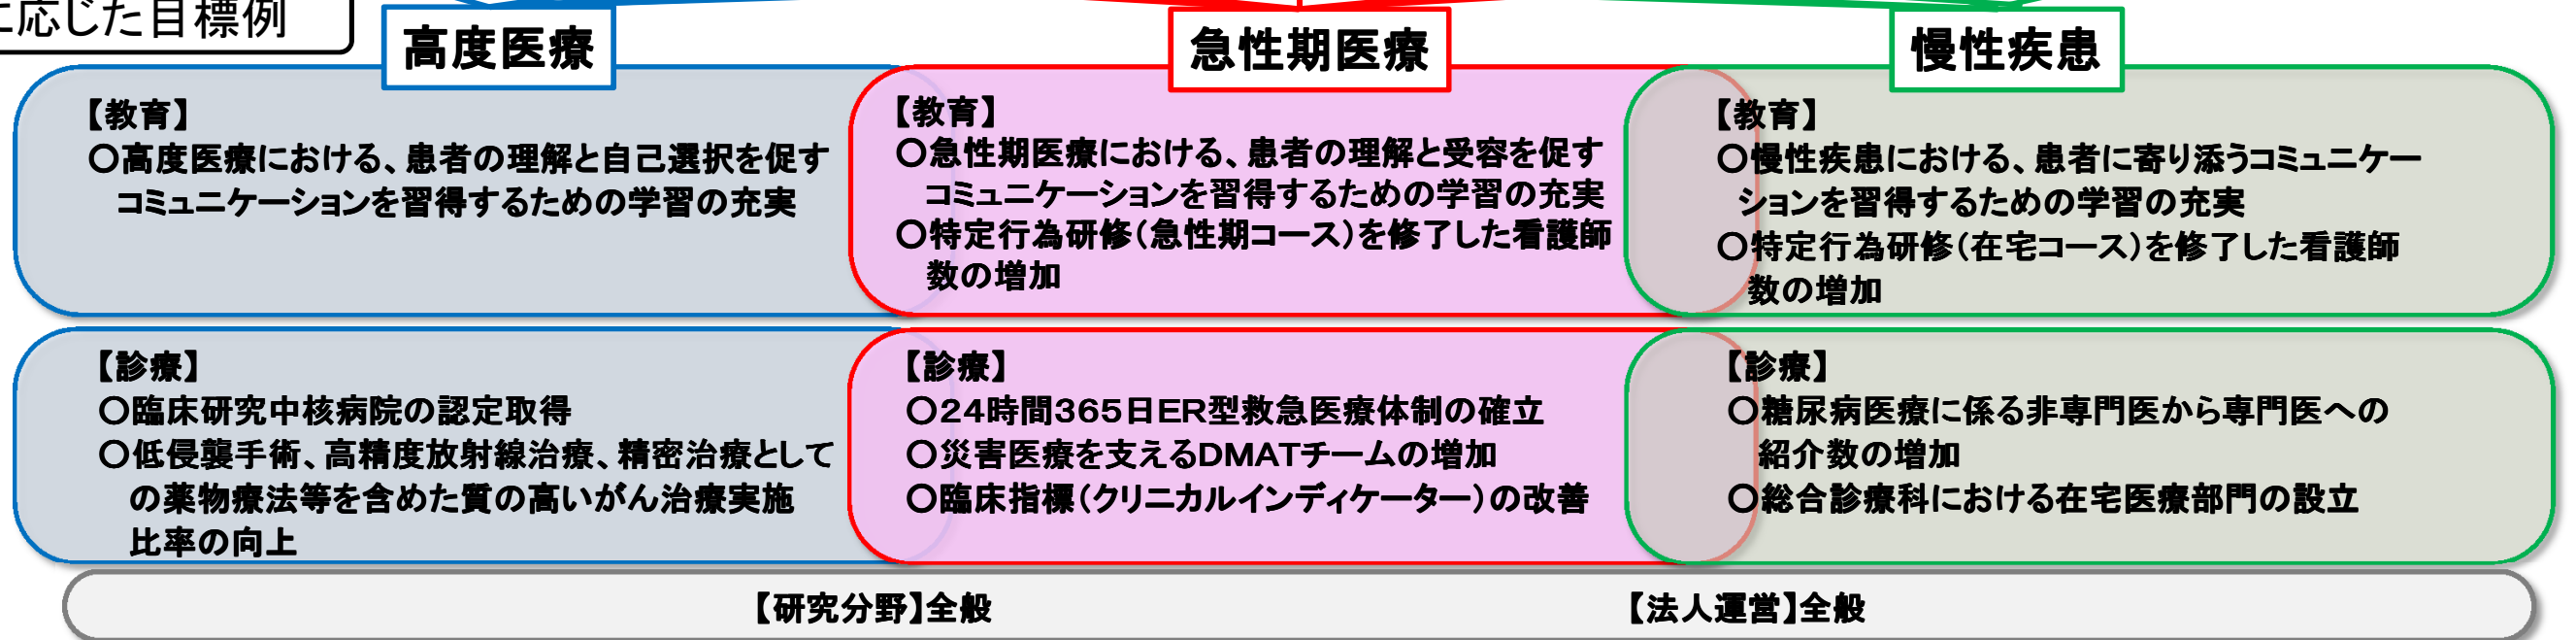 に応じた目標例
高度医療
急性期医療
慢性疾患
【教育】
〇高度医療における、患者の理解と自己選択を促す
コミュニケーションを習得するための学習の充実
【教育】
〇急性期医療における、患者の理解と受容を促す
コミュニケーションを習得するための学習の充実
〇特定行為研修（急性期コース）を修了した看護師
数の増加
【教育】
〇慢性疾患における、患者に寄り添うコミュニケー
ションを習得するための学習の充実
〇特定行為研修（在宅コース）を修了した看護師
数の増加
【診療】
〇臨床研究中核病院の認定取得
〇低侵襲手術、高精度放射線治療、精密治療として
の薬物療法等を含めた質の高いがん治療実施
比率の向上
【診療】
〇24時間365日ER型救急医療体制の確立
〇災害医療を支えるDMATチームの増加
〇臨床指標（クリニカルインディケーター）の改善
【診療】
〇糖尿病医療に係る非専門医から専門医への
紹介数の増加
〇総合診療科における在宅医療部門の設立
【研究分野】全般
【法人運営】全般